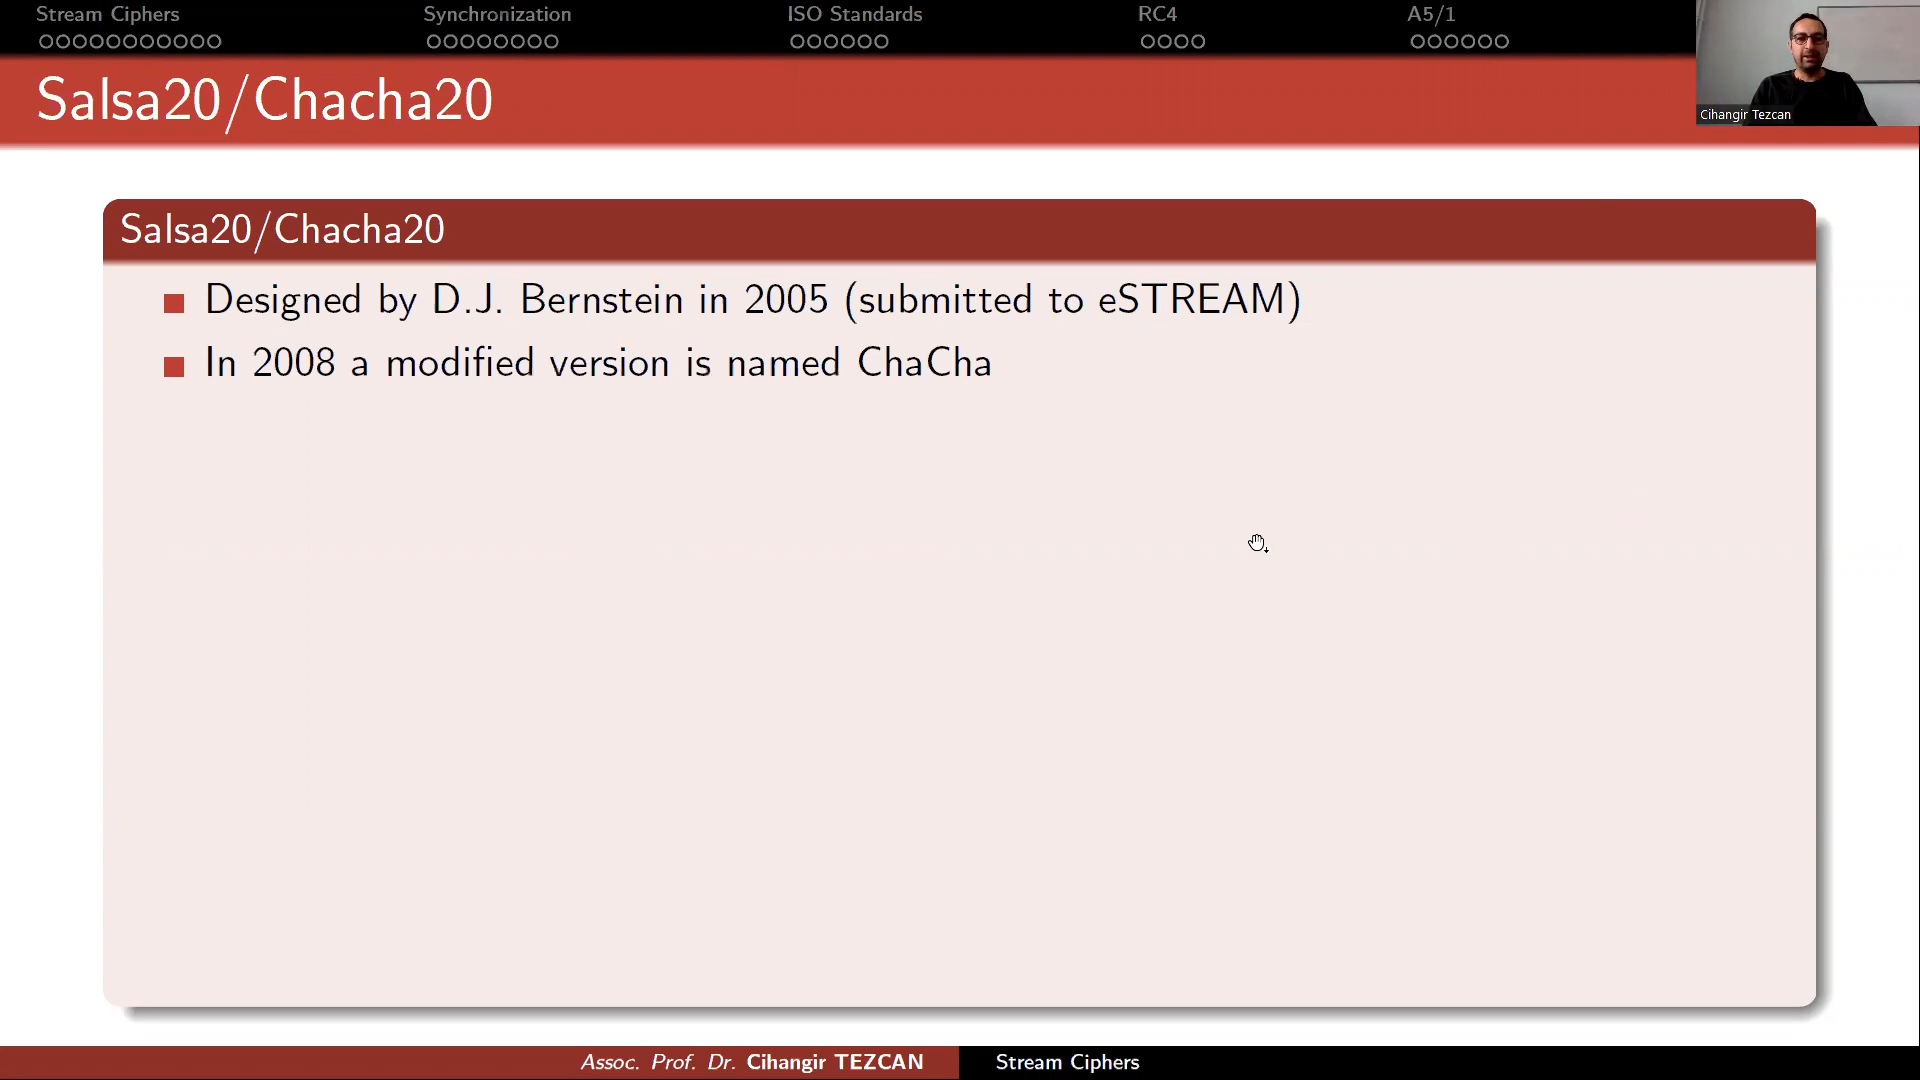 Stream Ciphers
Synchronization
ISO Standards
RC4
A5/1
Salsa20/Chacha20
Cihangir Tezcan
Salsa20/Chacha20
Designed by D.J. Bernstein in 2005 (submitted to eSTREAM)
In 2008 a modified version is named ChaCha
Assoc. Prof. Dr. Cihangir TEZCAN
Stream Ciphers